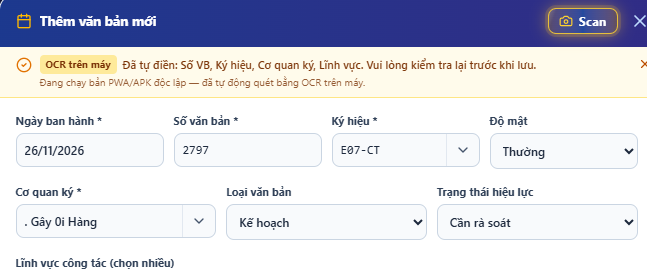 Thêm văn bản mới
Scan
OCR trên máy Đã tự điền: Số VB, Ký hiệu, Cơ quan ký, Lĩnh vực. Vui lòng kiểm tra lại trước khi lưu.
Đang chạy bản PWA/APK độc lập — đã tự động quét bằng OCR trên máy.
Ngày ban hành * Số văn bản * Ký hiệu * Độ mật
26/11/2026 2797 E07-CT Thường
Cơ quan ký * Loại văn bản Trạng thái hiệu lực
. Gây 0i Hàng Kế hoạch Cần rà soát
Lĩnh vực công tác (chọn nhiều)